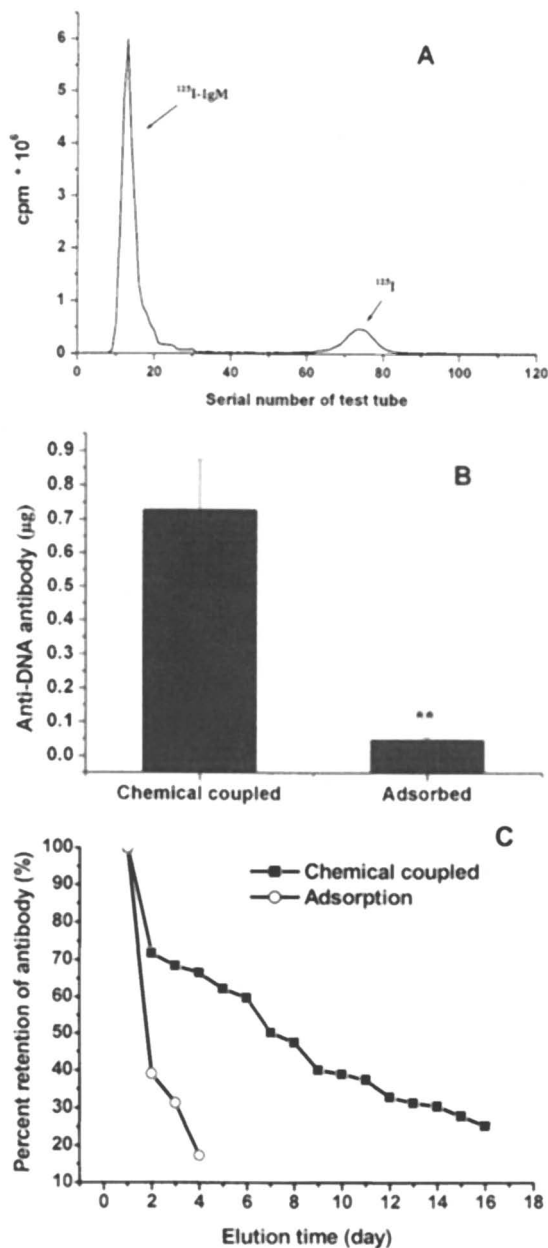 A
¹²⁵I-IgM
¹²⁵I
cpm * 10⁶
6
5
4
3
2
1
0
0 20 40 60 80 100 120
Serial number of test tube
B
Anti-DNA antibody (μg)
0.9
0.8
0.7
0.6
0.5
0.4
0.3
0.2
0.1
0.0
**
Chemical coupled Adsorbed
C
Percent retention of antibody (%)
100
90
80
70
60
50
40
30
20
10
Chemical coupled
Adsorption
0 2 4 6 8 10 12 14 16 18
Elution time (day)